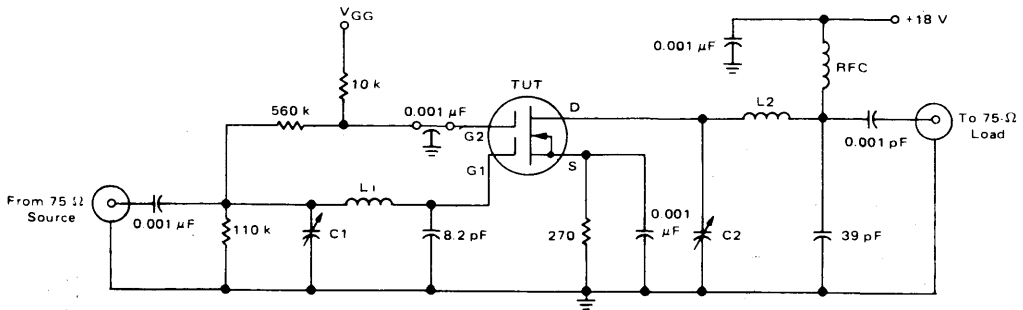 VGG
+18 V
0.001 µF
RFC
10 k
TUT
560 k
0.001 µF
D
L2
G2
0.001 pF
To 75-Ω
Load
G1
S
From 75 Ω
Source
L1
0.001 µF
110 k
C1
8.2 pF
270
0.001
µF
C2
39 pF